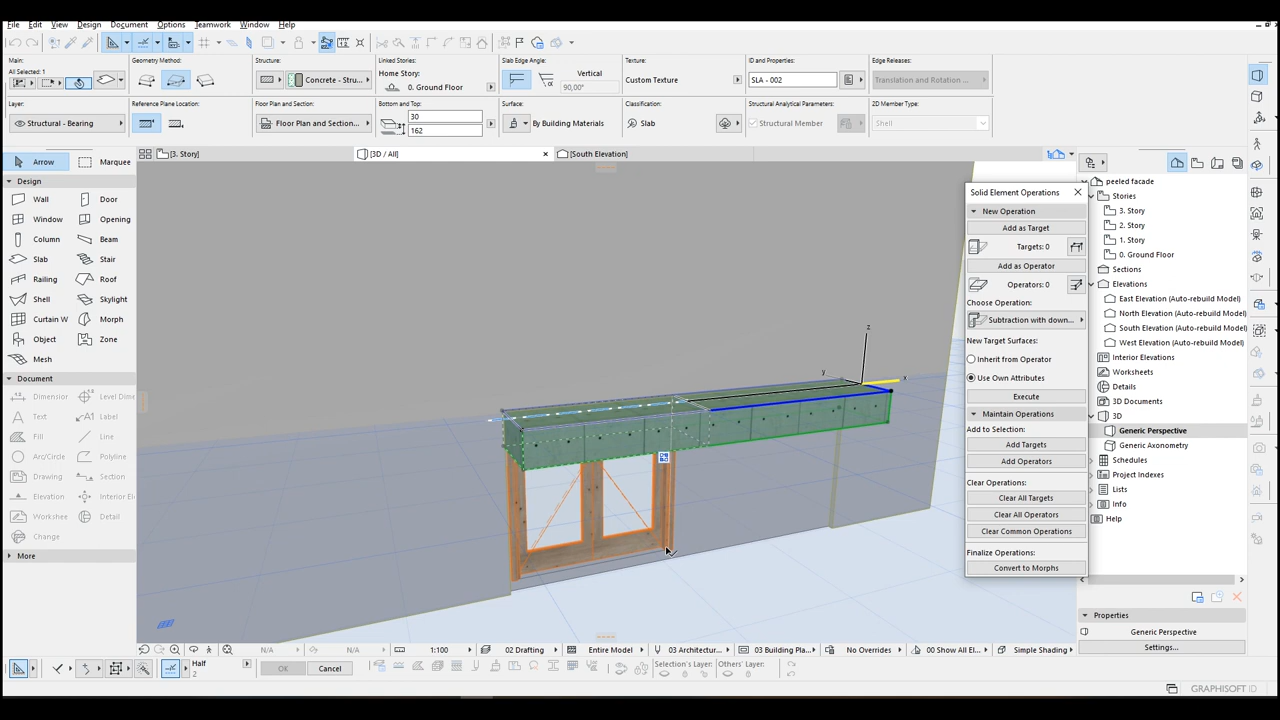 File Edit View Design Document Options Teamwork Window Help
Main: Geometry Method: Structure: Linked Stories: Slab Edge Angle: Texture: ID and Properties: Edge Releases:
All Selected: 1 Concrete - Stru... Home Story: Vertical Custom Texture SLA - 002 Translation and Rotation ...
0. Ground Floor 90,00°
Layer: Reference Plane Location: Floor Plan and Section: Bottom and Top: Surface: Classification: Structural Analytical Parameters: 2D Member Type:
Structural - Bearing Floor Plan and Section... 30 By Building Materials Slab Structural Member Shell
162
[3. Story] [3D / All] [South Elevation]
Arrow Marquee
Design
Wall Door
Window Opening
Column Beam
Slab Stair
Railing Roof
Shell Skylight
Curtain W Morph
Object Zone
Mesh
Document
Dimension Level Dim
Text Label
Fill Line
Arc/Circle Polyline
Drawing Section
Elevation Interior El
Workshee Detail
Change
More
z
y
x
Solid Element Operations
New Operation
Add as Target
Targets: 0
Add as Operator
Operators: 0
Choose Operation:
Subtraction with down...
New Target Surfaces:
Inherit from Operator
Use Own Attributes
Execute
Maintain Operations
Add to Selection:
Add Targets
Add Operators
Clear Operations:
Clear All Targets
Clear All Operators
Clear Common Operations
Finalize Operations:
Convert to Morphs
peeled facade
Stories
3. Story
2. Story
1. Story
0. Ground Floor
Sections
Elevations
East Elevation (Auto-rebuild Model)
North Elevation (Auto-rebuild Model)
South Elevation (Auto-rebuild Model)
West Elevation (Auto-rebuild Model)
Interior Elevations
Worksheets
Details
3D Documents
3D
Generic Perspective
Generic Axonometry
Schedules
Project Indexes
Lists
Info
Help
Properties
Generic Perspective
Settings...
N/A N/A 1:100 02 Drafting Entire Model 03 Architectur... 03 Building Pla... No Overrides 00 Show All El... Simple Shading
Half
2
OK Cancel Selection's Layer: Others' Layer:
GRAPHISOFT ID